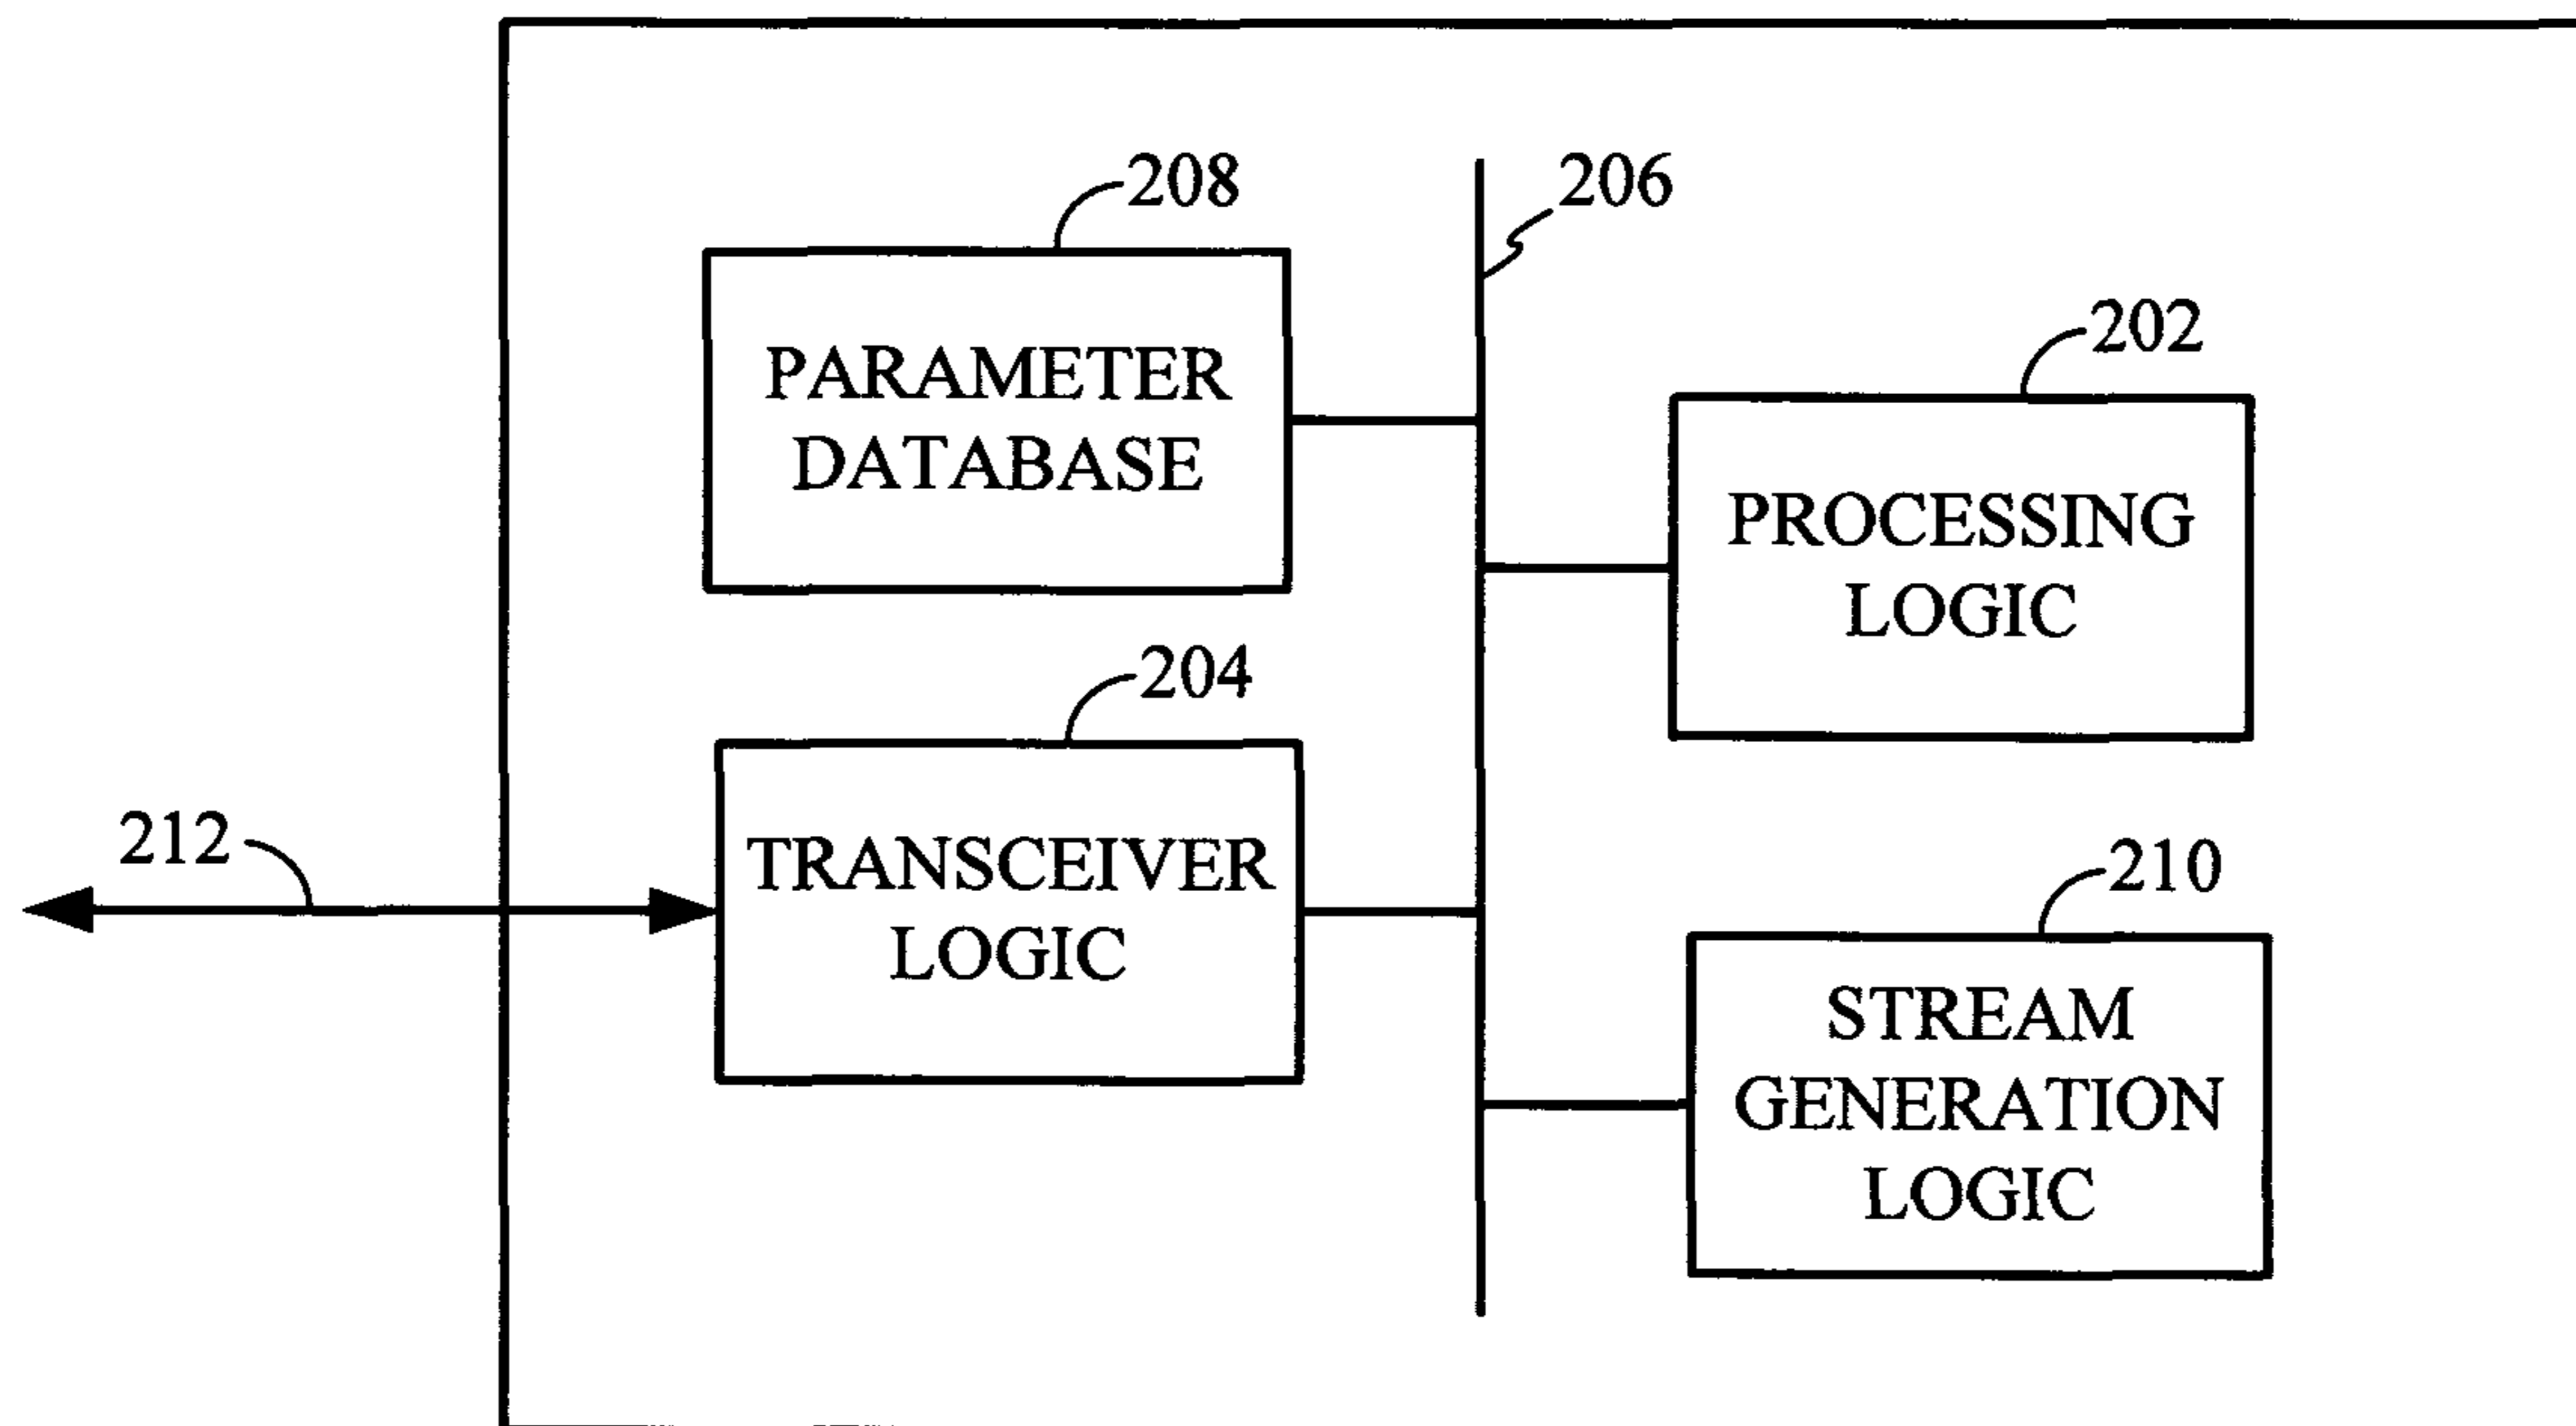 208
206
PARAMETER
DATABASE
202
PROCESSING
LOGIC
204
TRANSCEIVER
LOGIC
212
210
STREAM
GENERATION
LOGIC